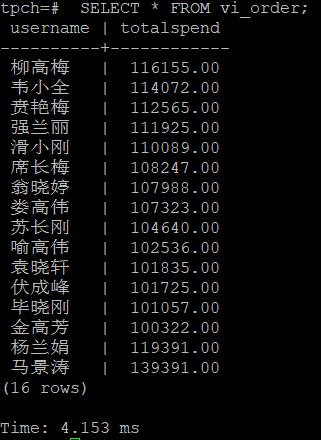 tpch=#  SELECT * FROM vi_order;
 username | totalspend
----------+------------
 柳高梅   |  116155.00
 韦小全   |  114072.00
 贲艳梅   |  112565.00
 强兰丽   |  111925.00
 滑小刚   |  110089.00
 席长梅   |  108247.00
 翁晓婷   |  107988.00
 娄高伟   |  107323.00
 苏长刚   |  104640.00
 喻高伟   |  102536.00
 袁晓轩   |  101835.00
 伏成峰   |  101725.00
 毕晓刚   |  101057.00
 金高芳   |  100322.00
 杨兰娟   |  119391.00
 马景涛   |  139391.00
(16 rows)
Time: 4.153 ms